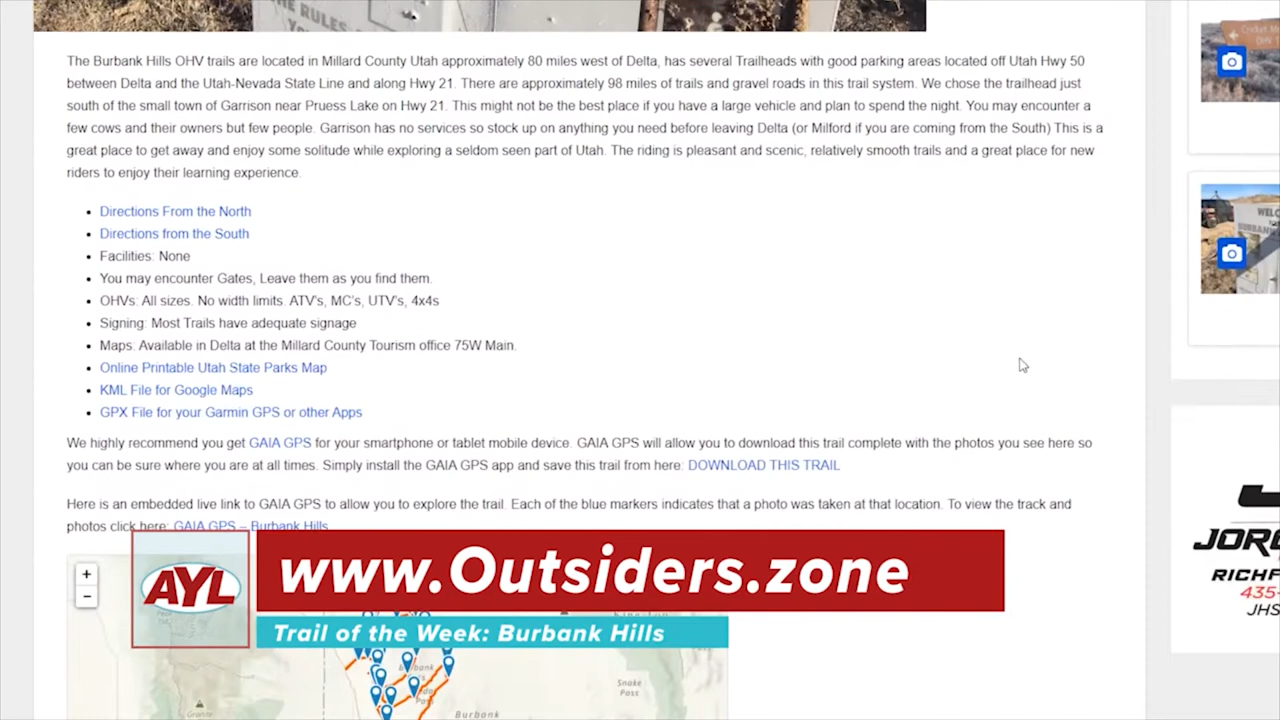 THE RULES
The Burbank Hills OHV trails are located in Millard County Utah approximately 80 miles west of Delta, has several Trailheads with good parking areas located off Utah Hwy 50
between Delta and the Utah-Nevada State Line and along Hwy 21. There are approximately 98 miles of trails and gravel roads in this trail system. We chose the trailhead just
south of the small town of Garrison near Pruess Lake on Hwy 21. This might not be the best place if you have a large vehicle and plan to spend the night. You may encounter a
few cows and their owners but few people. Garrison has no services so stock up on anything you need before leaving Delta (or Milford if you are coming from the South) This is a
great place to get away and enjoy some solitude while exploring a seldom seen part of Utah. The riding is pleasant and scenic, relatively smooth trails and a great place for new
riders to enjoy their learning experience.
Directions From the North
Directions from the South
Facilities: None
You may encounter Gates, Leave them as you find them.
OHVs: All sizes. No width limits. ATV's, MC's, UTV's, 4x4s
Signing: Most Trails have adequate signage
Maps: Available in Delta at the Millard County Tourism office 75W Main.
Online Printable Utah State Parks Map
KML File for Google Maps
GPX File for your Garmin GPS or other Apps
We highly recommend you get GAIA GPS for your smartphone or tablet mobile device. GAIA GPS will allow you to download this trail complete with the photos you see here so
you can be sure where you are at all times. Simply install the GAIA GPS app and save this trail from here: DOWNLOAD THIS TRAIL
Here is an embedded live link to GAIA GPS to allow you to explore the trail. Each of the blue markers indicates that a photo was taken at that location. To view the track and
photos click here: GAIA GPS – Burbank Hills
+
−
AYL
www.Outsiders.zone
Trail of the Week: Burbank Hills
Snake
Pass
Burbank
JORG
RICHF
435-
JHS